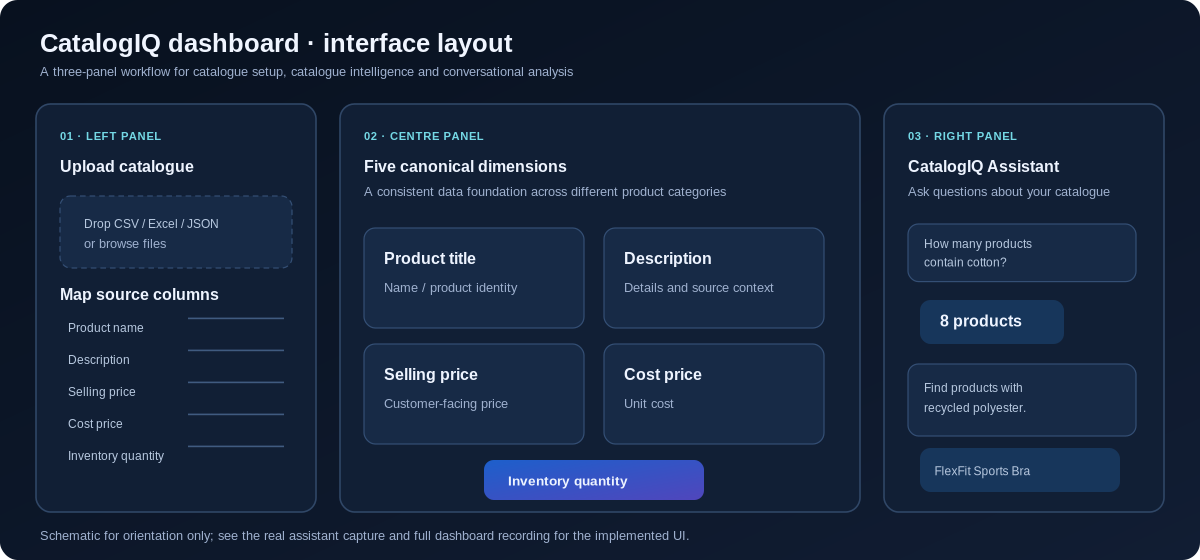 CatalogIQ dashboard · interface layout
A three-panel workflow for catalogue setup, catalogue intelligence and conversational analysis
01 · LEFT PANEL
Upload catalogue
Drop CSV / Excel / JSON
or browse files
Map source columns
Product name
Description
Selling price
Cost price
Inventory quantity
02 · CENTRE PANEL
Five canonical dimensions
A consistent data foundation across different product categories
Product title
Name / product identity
Description
Details and source context
Selling price
Customer-facing price
Cost price
Unit cost
Inventory quantity
03 · RIGHT PANEL
CatalogIQ Assistant
Ask questions about your catalogue
How many products
contain cotton?
8 products
Find products with
recycled polyester.
FlexFit Sports Bra
Schematic for orientation only; see the real assistant capture and full dashboard recording for the implemented UI.